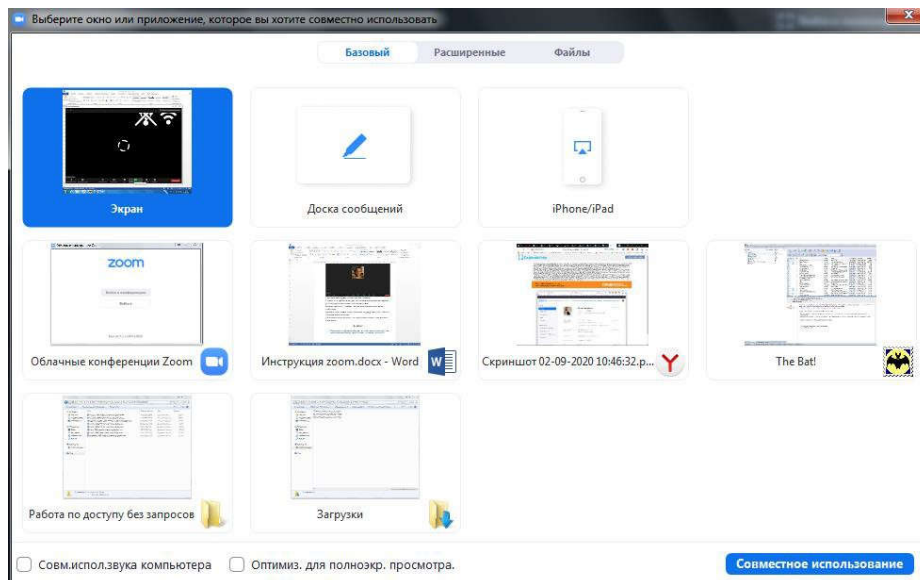 Выберите окно или приложение, которое вы хотите совместно использовать
Базовый Расширенные Файлы
Экран Доска сообщений iPhone/iPad
zoom
Облачные конференции Zoom Инструкция zoom.docx - Word Скриншот 02-09-2020 10:46:32.p... The Bat!
Работа по доступу без запросов Загрузки
Совм.испол.звука компьютера Оптимиз. для полноэкр. просмотра. Совместное использование